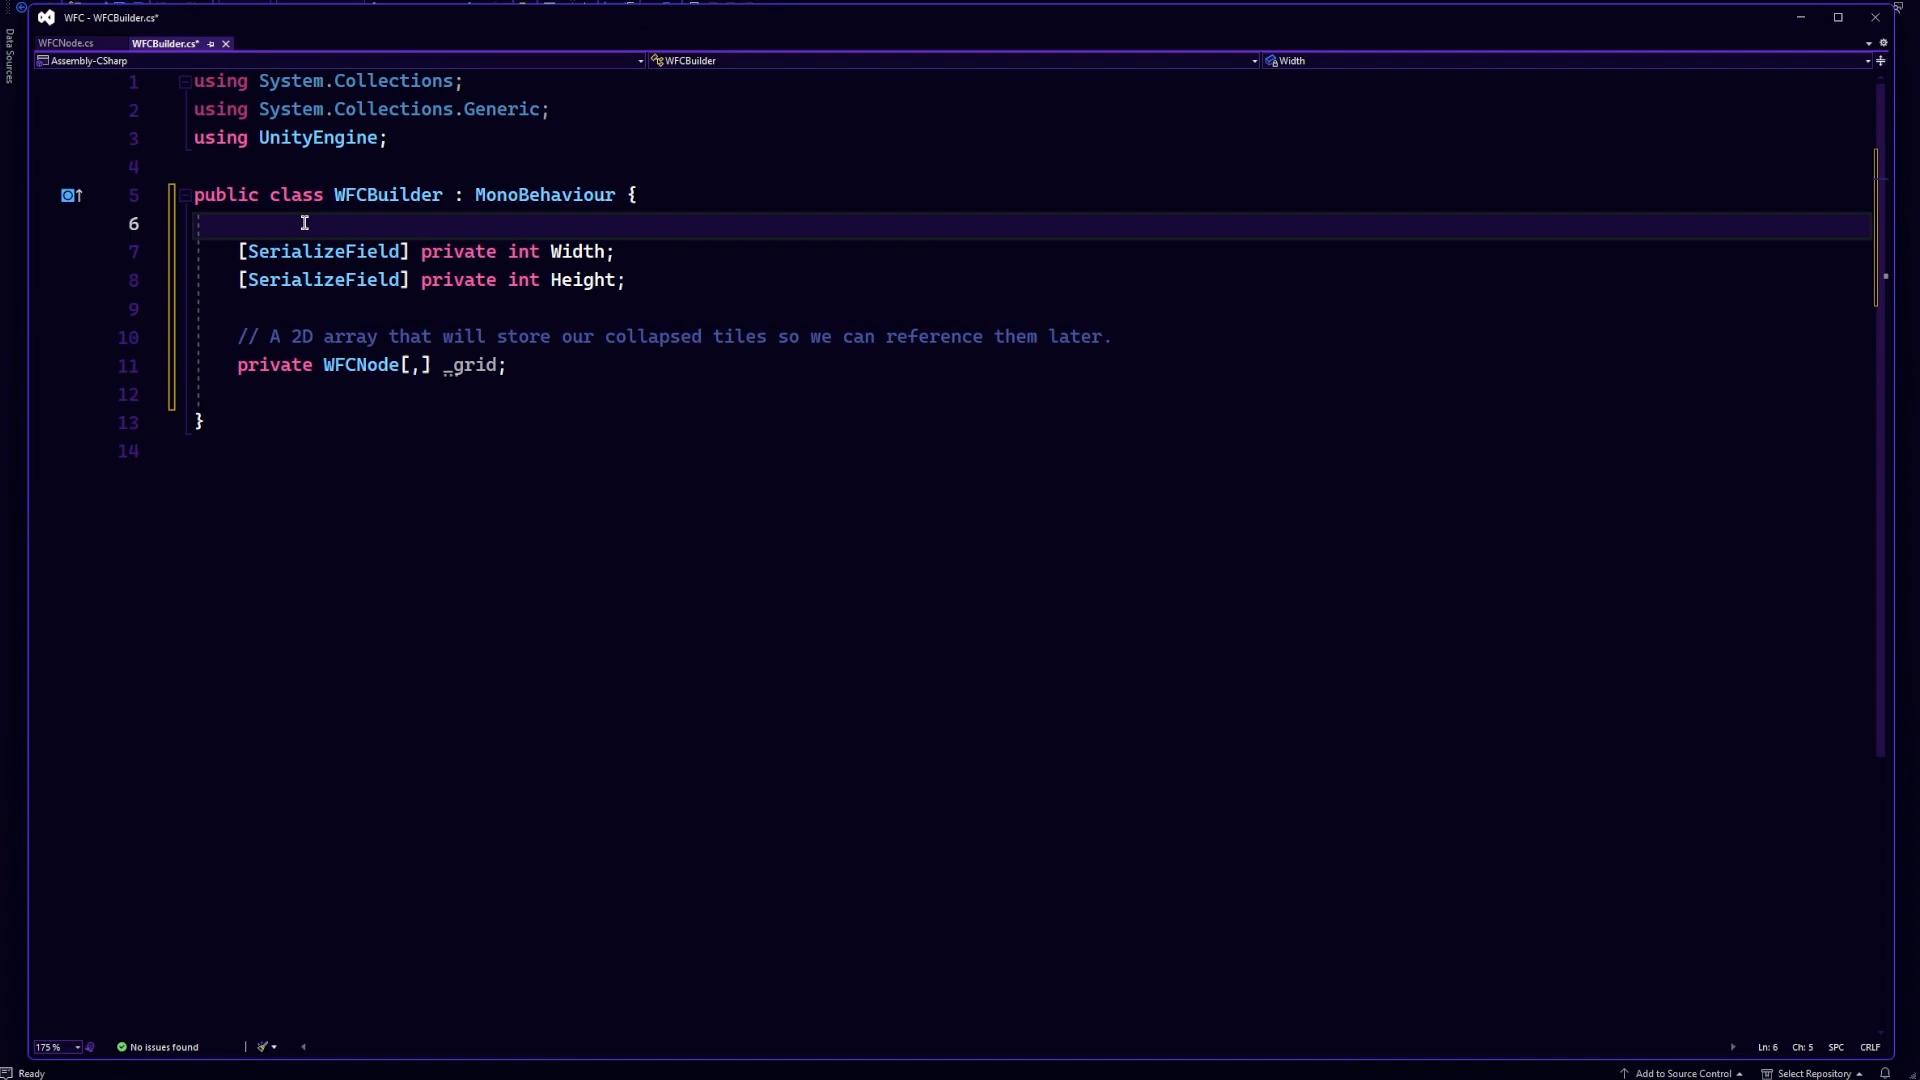 WFC - WFCBuilder.cs*
Data Sources
WFCNode.cs
WFCBuilder.cs*
Assembly-CSharp
WFCBuilder
Width
1 using System.Collections;
2 using System.Collections.Generic;
3 using UnityEngine;
4
5 public class WFCBuilder : MonoBehaviour {
6
7 [SerializeField] private int Width;
8 [SerializeField] private int Height;
9
10 // A 2D array that will store our collapsed tiles so we can reference them later.
11 private WFCNode[,] _grid;
12
13 }
14
175 % No issues found Ln: 6 Ch: 5 SPC CRLF
Ready Add to Source Control Select Repository